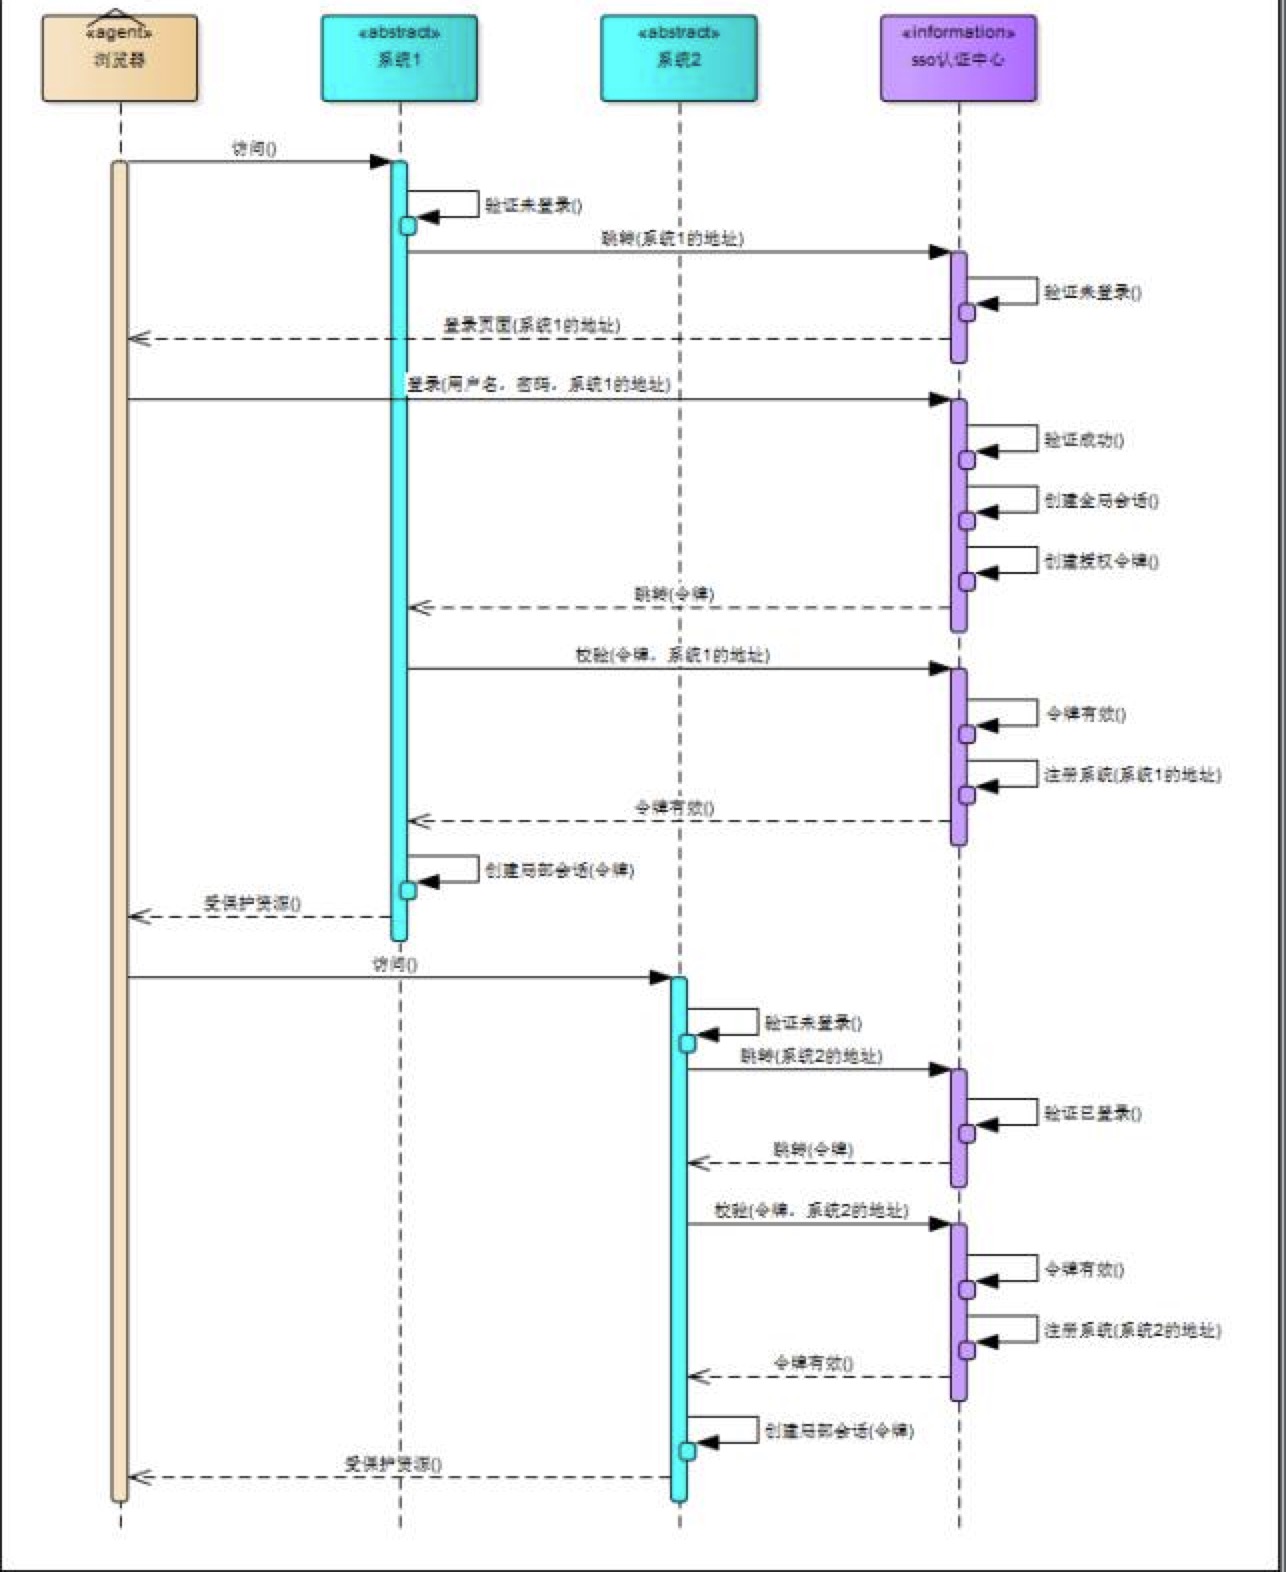 «agent»
浏览器
«abstract»
系统1
«abstract»
系统2
«information»
sso认证中心
访问()
验证未登录()
跳转(系统1的地址)
验证未登录()
登录页面(系统1的地址)
登录(用户名，密码，系统1的地址)
验证成功()
创建全局会话()
创建授权令牌()
跳转(令牌)
校验(令牌，系统1的地址)
令牌有效()
注册系统(系统1的地址)
令牌有效()
创建局部会话(令牌)
受保护资源()
访问()
验证未登录()
跳转(系统2的地址)
验证已登录()
跳转(令牌)
校验(令牌，系统2的地址)
令牌有效()
注册系统(系统2的地址)
令牌有效()
创建局部会话(令牌)
受保护资源()